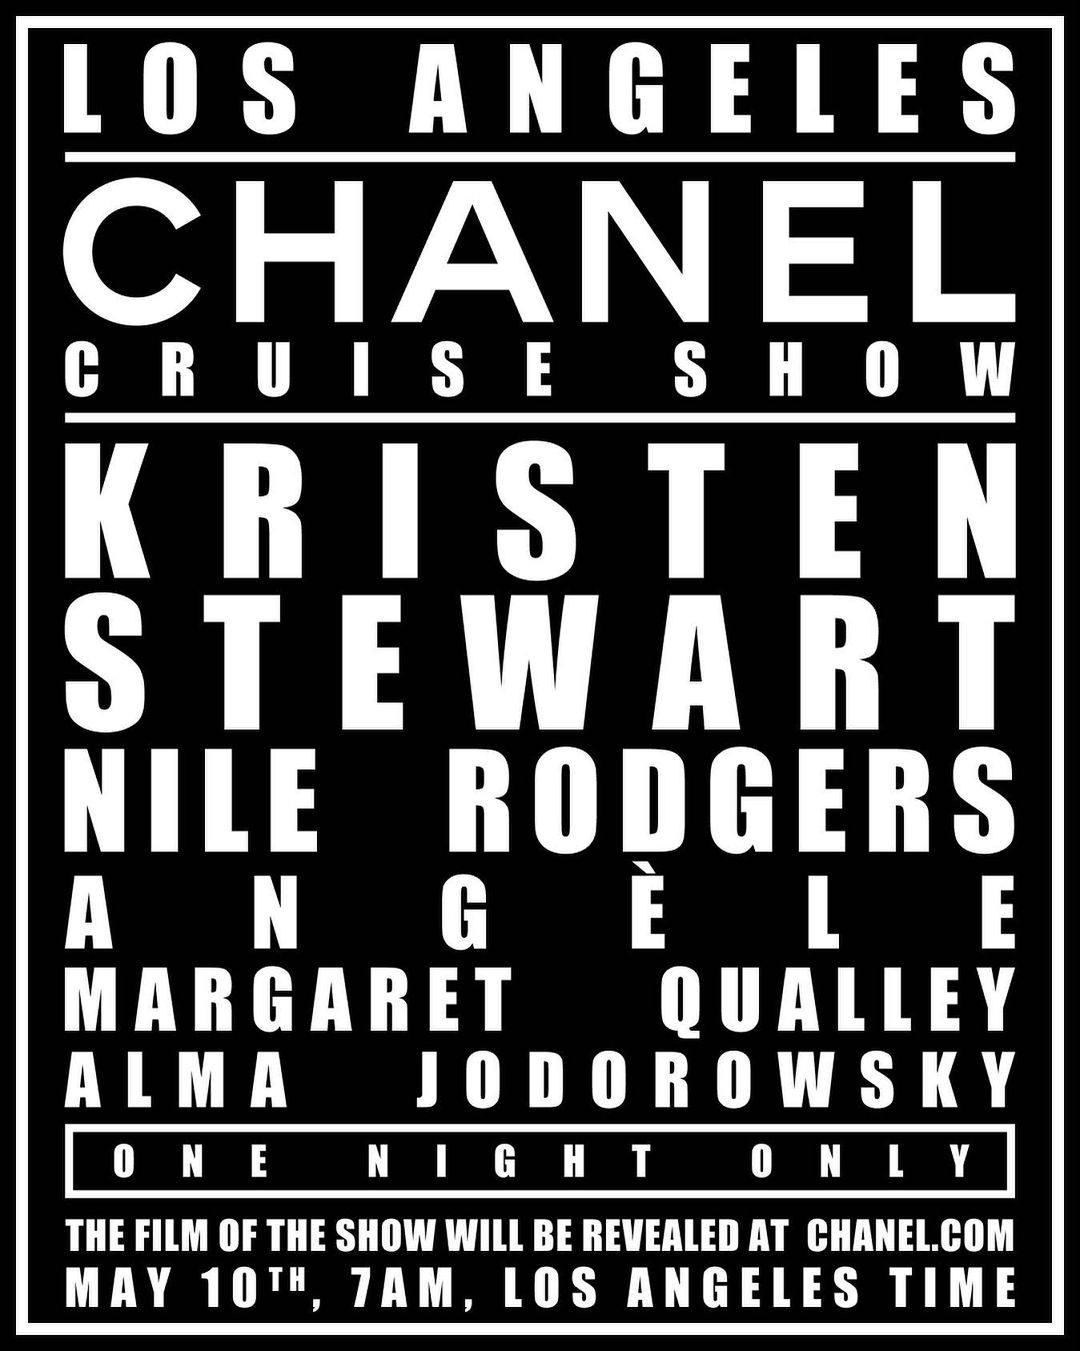 LOS ANGELES
CHANEL
CRUISE SHOW
KRISTEN
STEWART
NILE RODGERS
ANGÈLE
MARGARET QUALLEY
ALMA JODOROWSKY
ONE NIGHT ONLY
THE FILM OF THE SHOW WILL BE REVEALED AT CHANEL.COM
MAY 10TH, 7AM, LOS ANGELES TIME